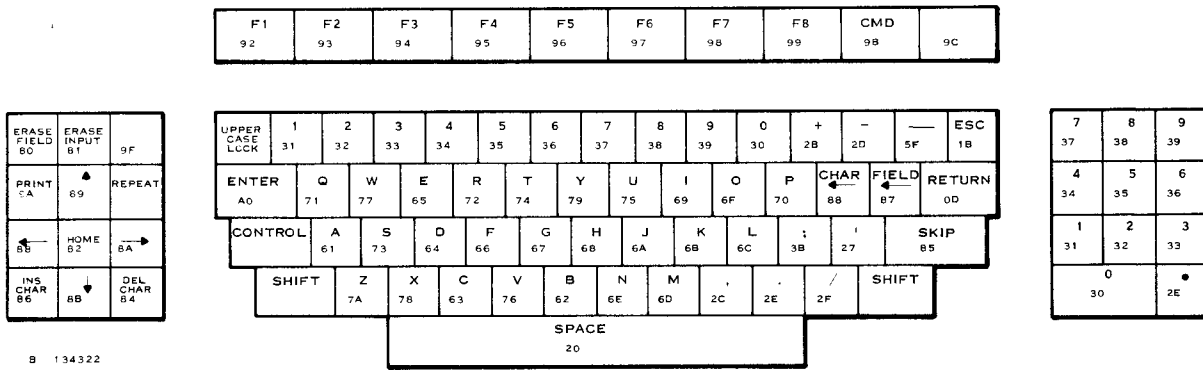 F1 F2 F3 F4 F5 F6 F7 F8 CMD
92 93 94 95 96 97 98 99 9B 9C
ERASE FIELD 80
ERASE INPUT 81
9F
PRINT 9A
89
REPEAT
88
HOME 82
8A
INS CHAR 86
8B
DEL CHAR 84
UPPER CASE LOCK
1 2 3 4 5 6 7 8 9 0 + - — ESC
31 32 33 34 35 36 37 38 39 30 2B 2D 5F 1B
ENTER Q W E R T Y U I O P CHAR FIELD RETURN
A0 71 77 65 72 74 79 75 69 6F 70 88 87 0D
CONTROL A S D F G H J K L ; ' SKIP
61 73 64 66 67 68 6A 6B 6C 3B 27 85
SHIFT Z X C V B N M , . / SHIFT
7A 78 63 76 62 6E 6D 2C 2E 2F
SPACE
20
7 8 9
37 38 39
4 5 6
34 35 36
1 2 3
31 32 33
0 •
30 2E
B 134322